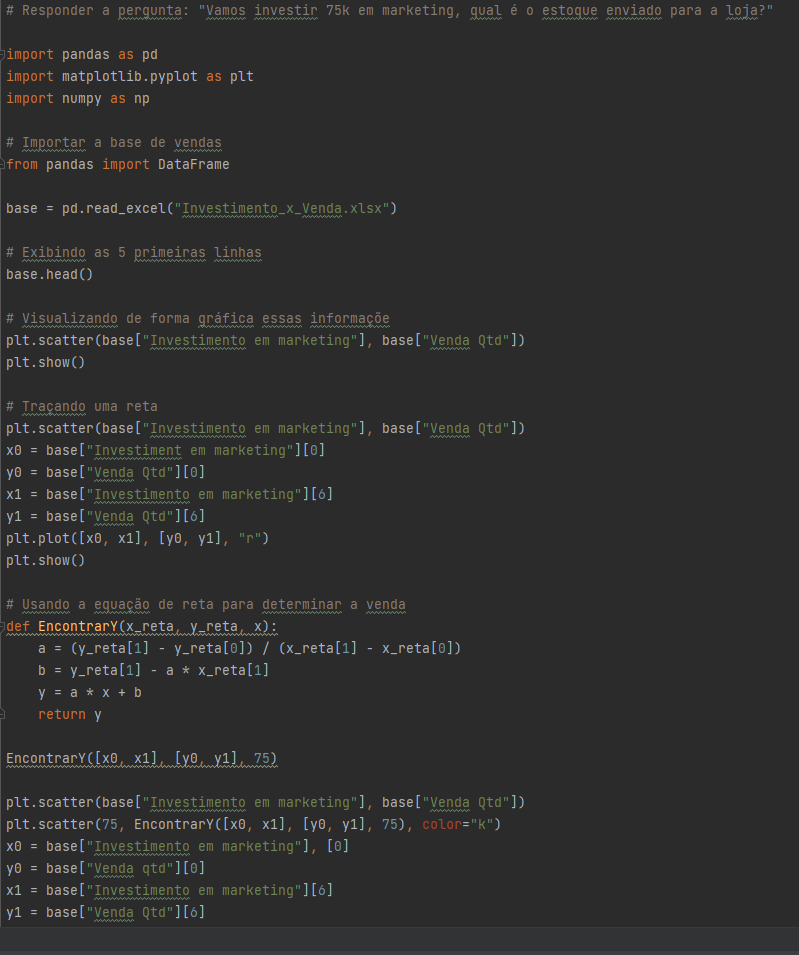 # Responder a pergunta: "Vamos investir 75k em marketing, qual é o estoque enviado para a loja?"
import pandas as pd
import matplotlib.pyplot as plt
import numpy as np
# Importar a base de vendas
from pandas import DataFrame
base = pd.read_excel("Investimento_x_Venda.xlsx")
# Exibindo as 5 primeiras linhas
base.head()
# Visualizando de forma gráfica essas informaçõe
plt.scatter(base["Investimento em marketing"], base["Venda Qtd"])
plt.show()
# Traçando uma reta
plt.scatter(base["Investimento em marketing"], base["Venda Qtd"])
x0 = base["Investiment em marketing"][0]
y0 = base["Venda Qtd"][0]
x1 = base["Investimento em marketing"][6]
y1 = base["Venda Qtd"][6]
plt.plot([x0, x1], [y0, y1], "r")
plt.show()
# Usando a equação de reta para determinar a venda
def EncontrarY(x_reta, y_reta, x):
    a = (y_reta[1] - y_reta[0]) / (x_reta[1] - x_reta[0])
    b = y_reta[1] - a * x_reta[1]
    y = a * x + b
    return y
EncontrarY([x0, x1], [y0, y1], 75)
plt.scatter(base["Investimento em marketing"], base["Venda Qtd"])
plt.scatter(75, EncontrarY([x0, x1], [y0, y1], 75), color="k")
x0 = base["Investimento em marketing"], [0]
y0 = base["Venda qtd"][0]
x1 = base["Investimento em marketing"][6]
y1 = base["Venda Qtd"][6]